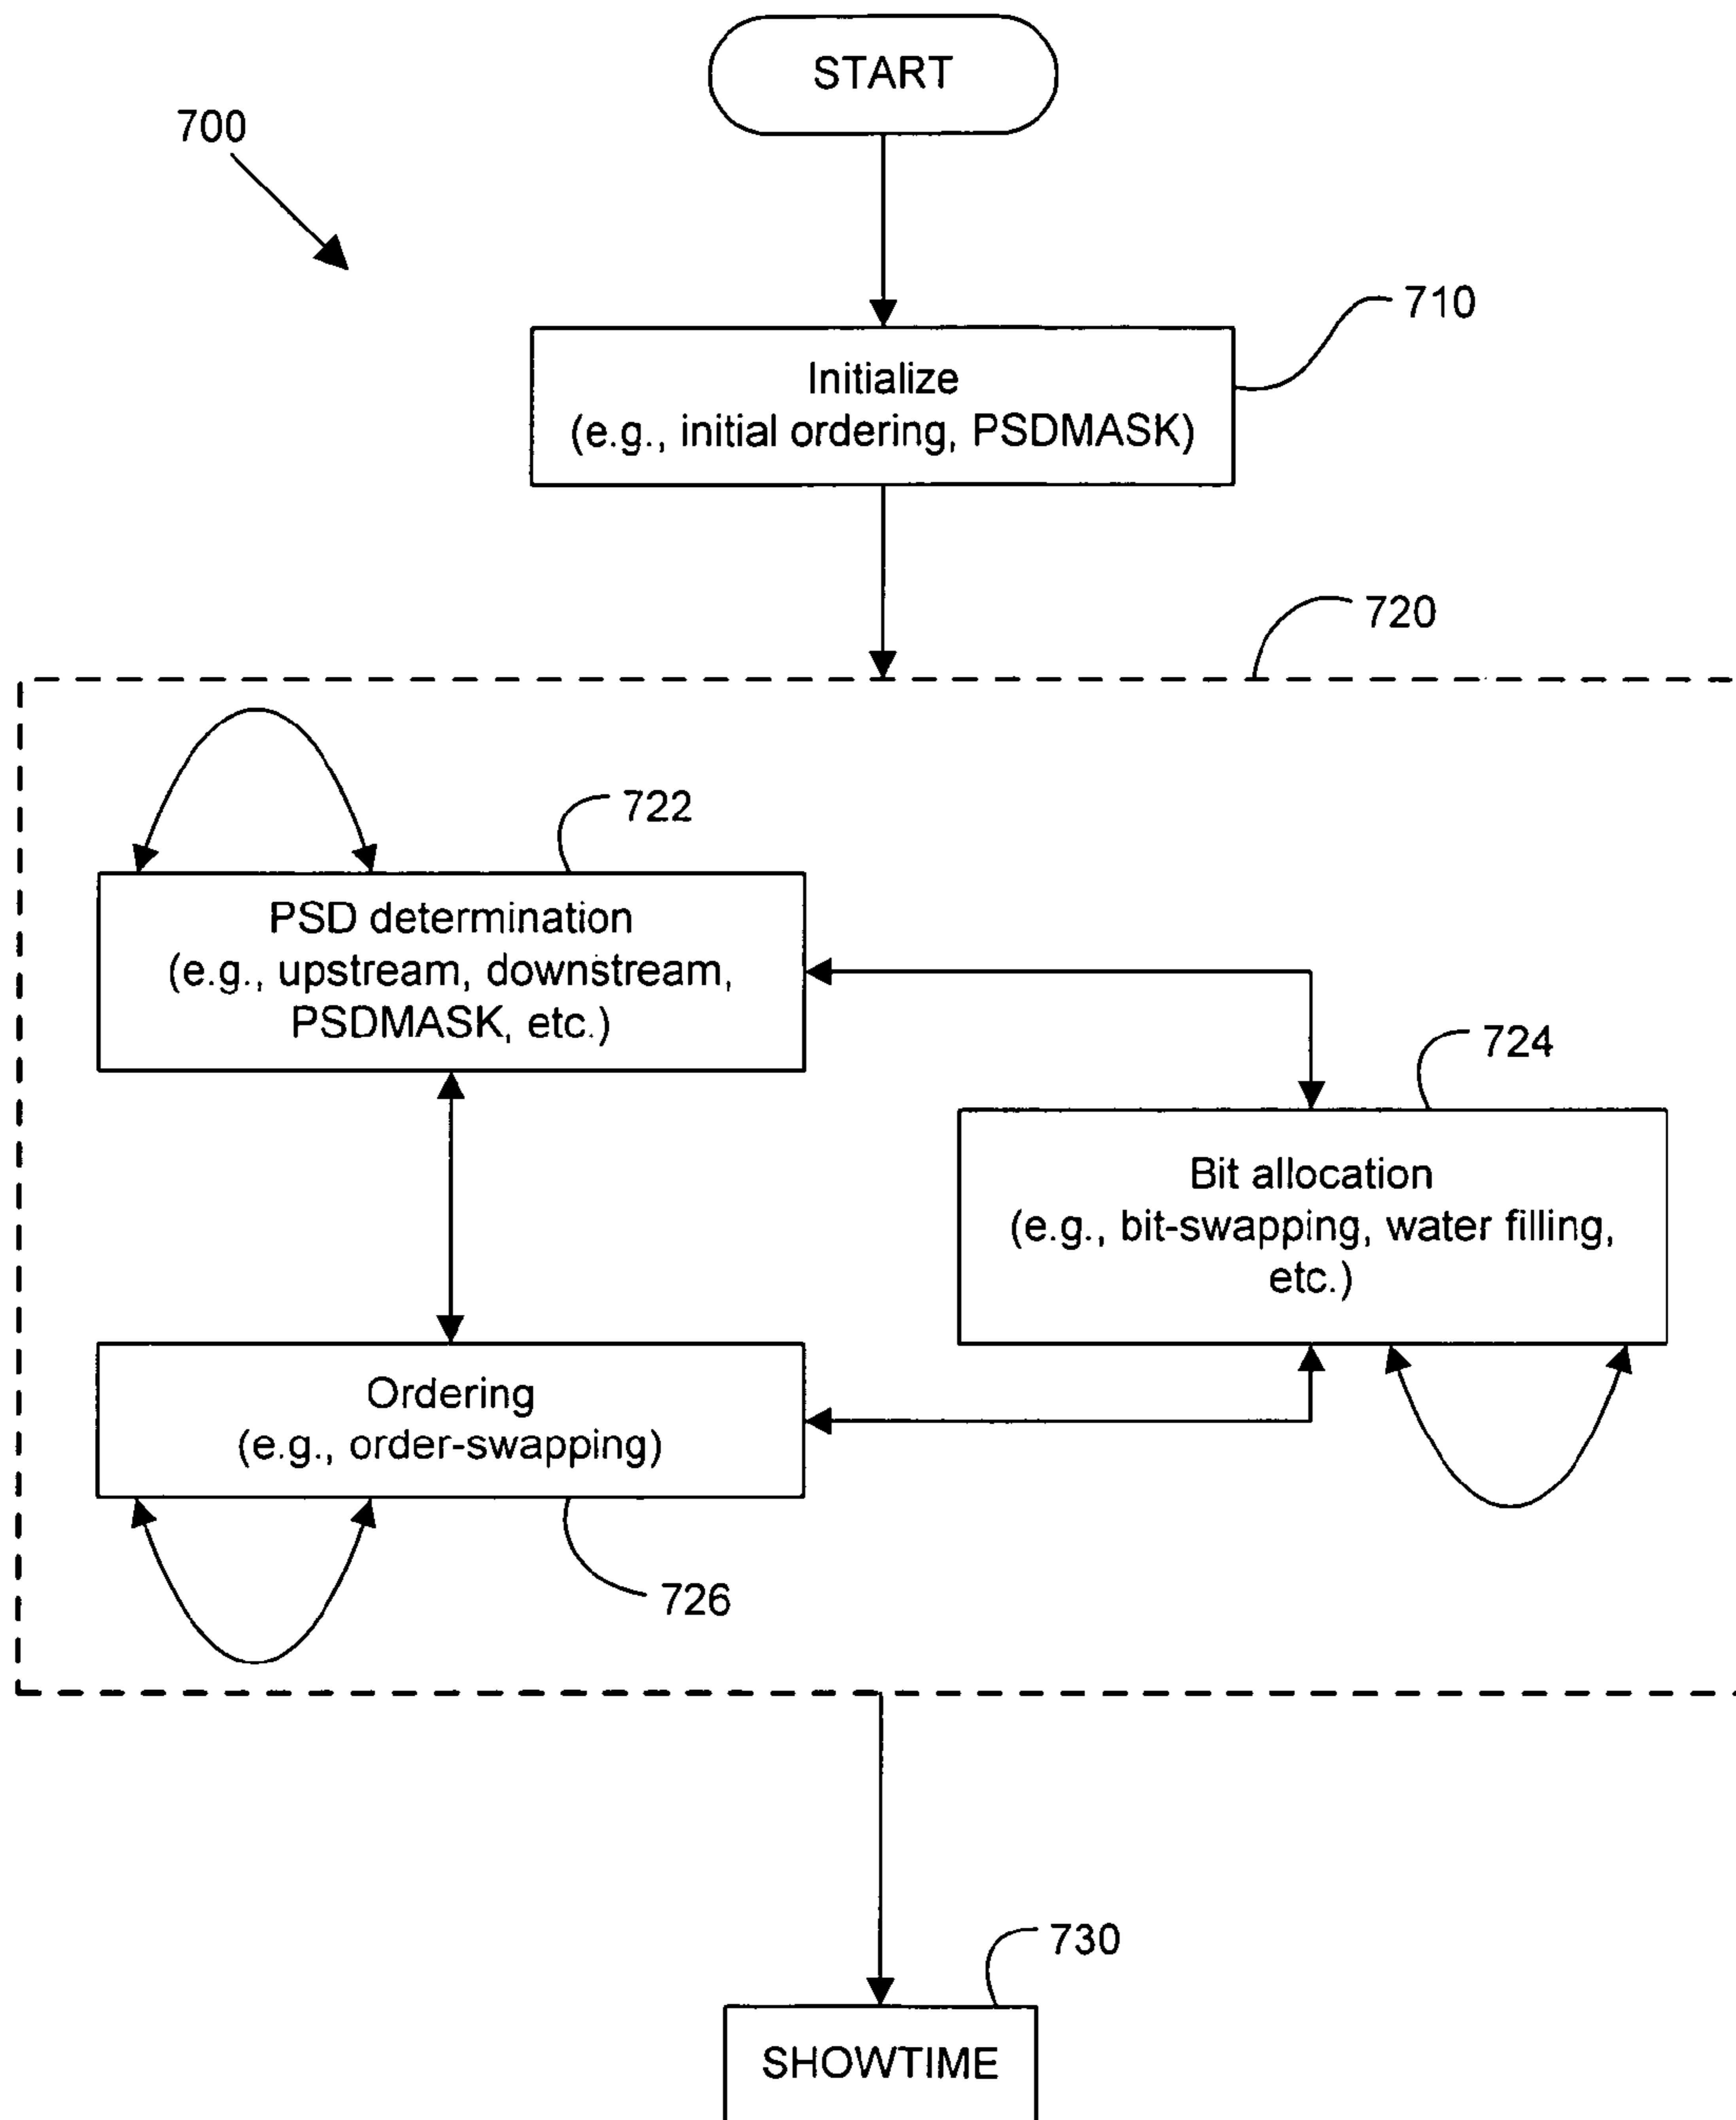 START
700
710
Initialize
(e.g., initial ordering, PSDMASK)
720
722
PSD determination
(e.g., upstream, downstream,
PSDMASK, etc.)
724
Bit allocation
(e.g., bit-swapping, water filling,
etc.)
Ordering
(e.g., order-swapping)
726
730
SHOWTIME